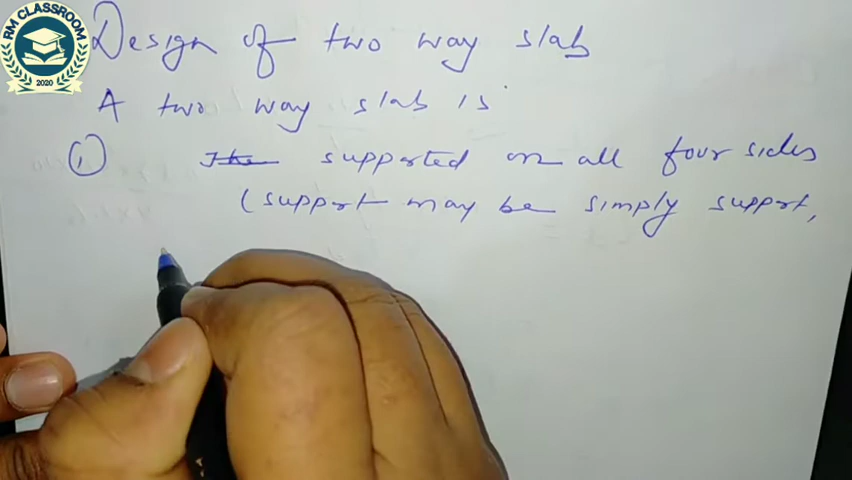 RM CLASSROOM
2020
Design of two way slab
A two way slab is
(1) The supported on all four sides
(support may be simply support,